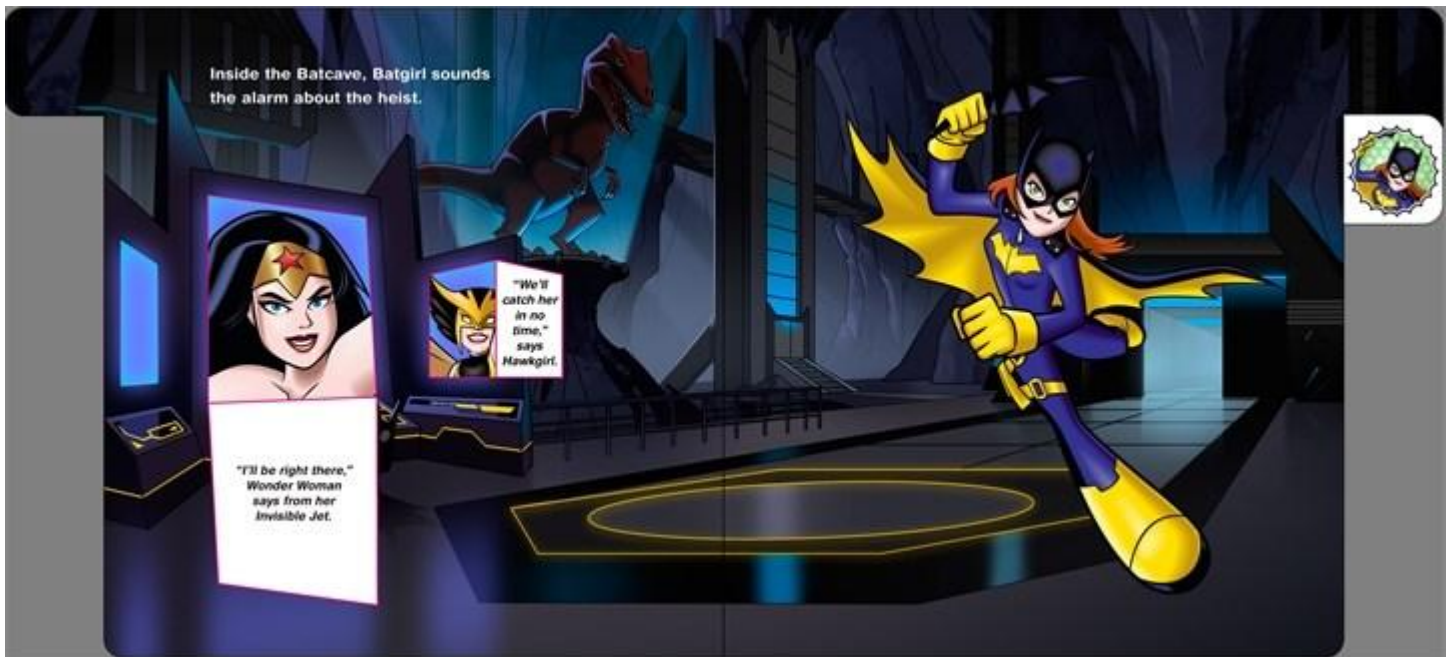 Inside the Batcave, Batgirl sounds
the alarm about the heist.
"We'll
catch her
in no
time,"
says
Hawkgirl.
"I'll be right there,"
Wonder Woman
says from her
Invisible Jet.